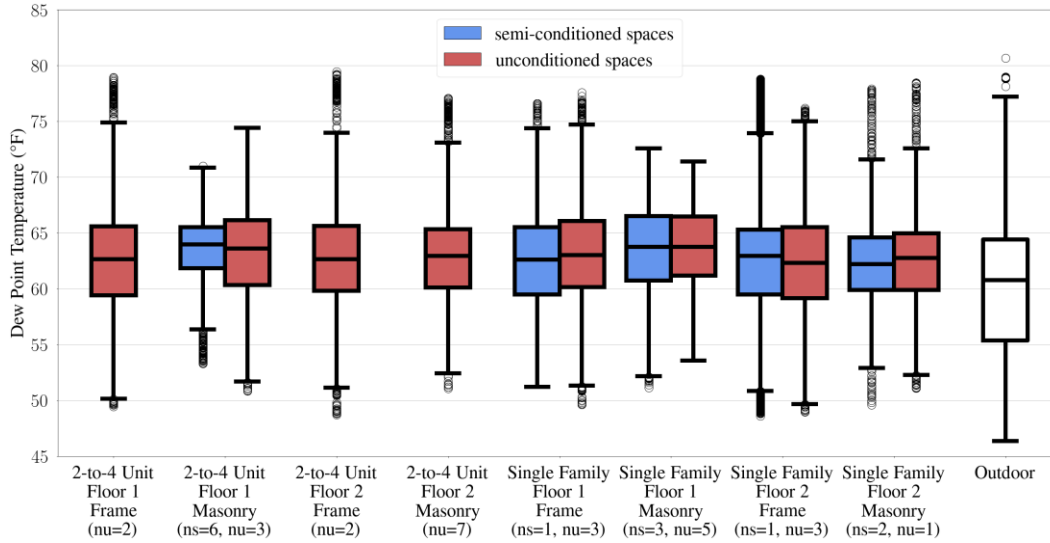 85
80
75
70
65
60
55
50
45
Dew Point Temperature (°F)
semi-conditioned spaces
unconditioned spaces
2-to-4 Unit
Floor 1
Frame
(nu=2)
2-to-4 Unit
Floor 1
Masonry
(ns=6, nu=3)
2-to-4 Unit
Floor 2
Frame
(nu=2)
2-to-4 Unit
Floor 2
Masonry
(nu=7)
Single Family
Floor 1
Frame
(ns=1, nu=3)
Single Family
Floor 1
Masonry
(ns=3, nu=5)
Single Family
Floor 2
Frame
(ns=1, nu=3)
Single Family
Floor 2
Masonry
(ns=2, nu=1)
Outdoor